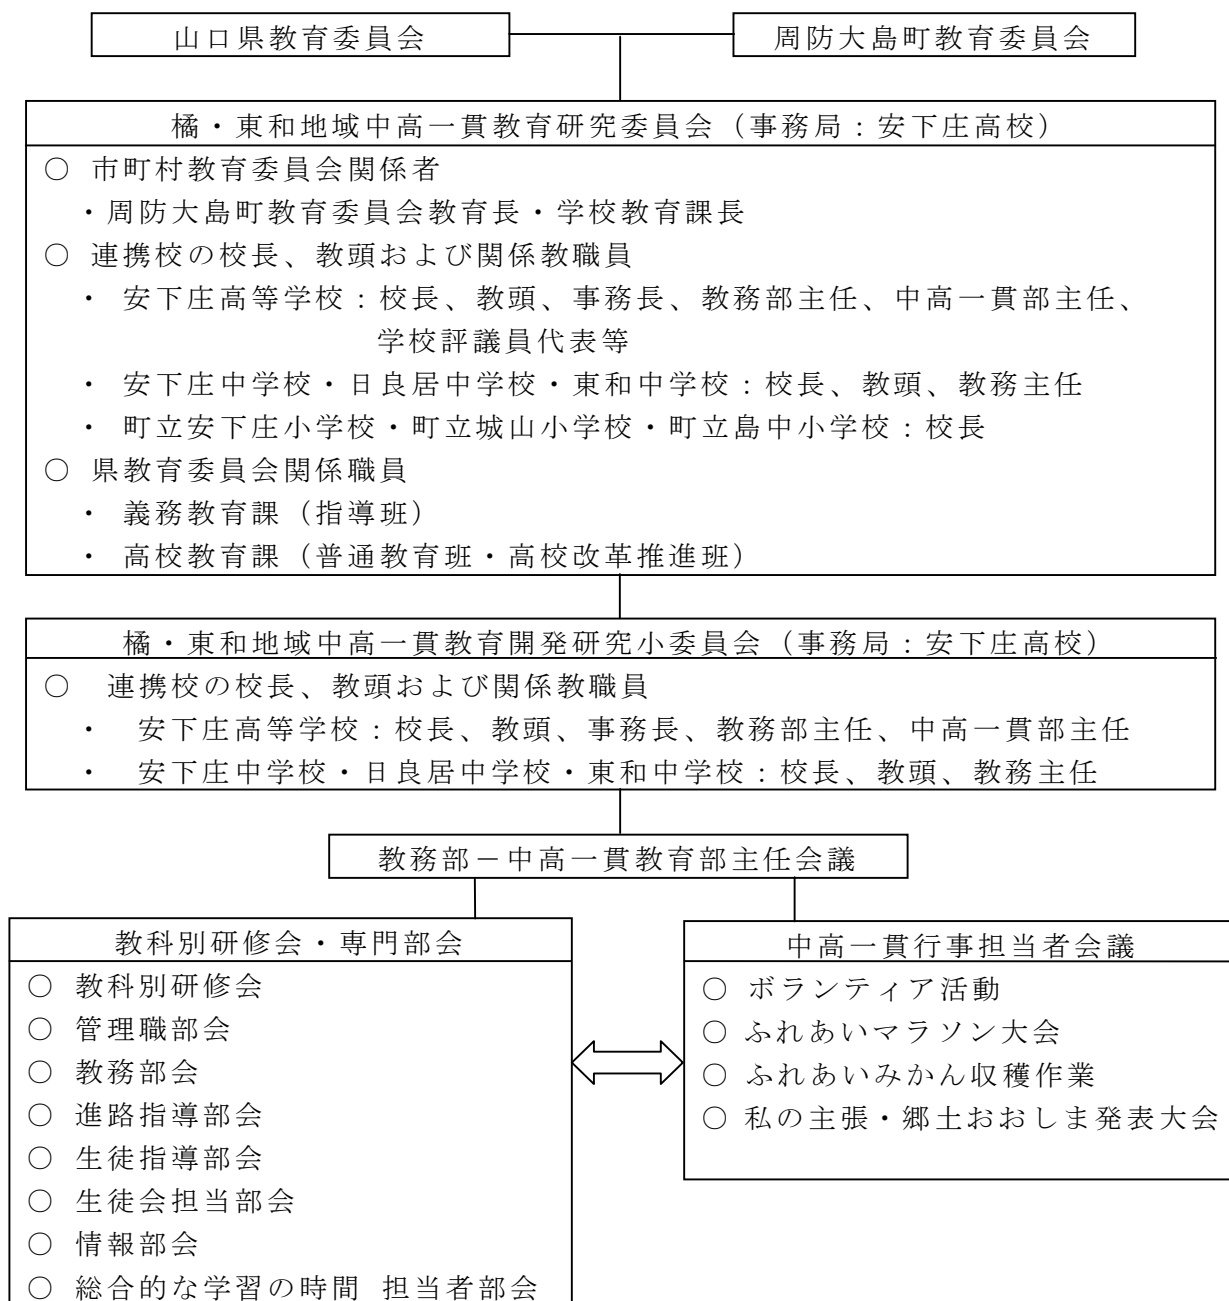 山口県教育委員会
周防大島町教育委員会
橘・東和地域中高一貫教育研究委員会（事務局：安下庄高校）
○ 市町村教育委員会関係者
・周防大島町教育委員会教育長・学校教育課長
○ 連携校の校長、教頭および関係教職員
・ 安下庄高等学校：校長、教頭、事務長、教務部主任、中高一貫部主任、
学校評議員代表等
・ 安下庄中学校・日良居中学校・東和中学校：校長、教頭、教務主任
・ 町立安下庄小学校・町立城山小学校・町立島中小学校：校長
○ 県教育委員会関係職員
・ 義務教育課（指導班）
・ 高校教育課（普通教育班・高校改革推進班）
橘・東和地域中高一貫教育開発研究小委員会（事務局：安下庄高校）
○ 連携校の校長、教頭および関係教職員
・ 安下庄高等学校：校長、教頭、事務長、教務部主任、中高一貫部主任
・ 安下庄中学校・日良居中学校・東和中学校：校長、教頭、教務主任
教務部－中高一貫教育部主任会議
教科別研修会・専門部会
○ 教科別研修会
○ 管理職部会
○ 教務部会
○ 進路指導部会
○ 生徒指導部会
○ 生徒会担当部会
○ 情報部会
○ 総合的な学習の時間 担当者部会
中高一貫行事担当者会議
○ ボランティア活動
○ ふれあいマラソン大会
○ ふれあいみかん収穫作業
○ 私の主張・郷土おおしま発表大会